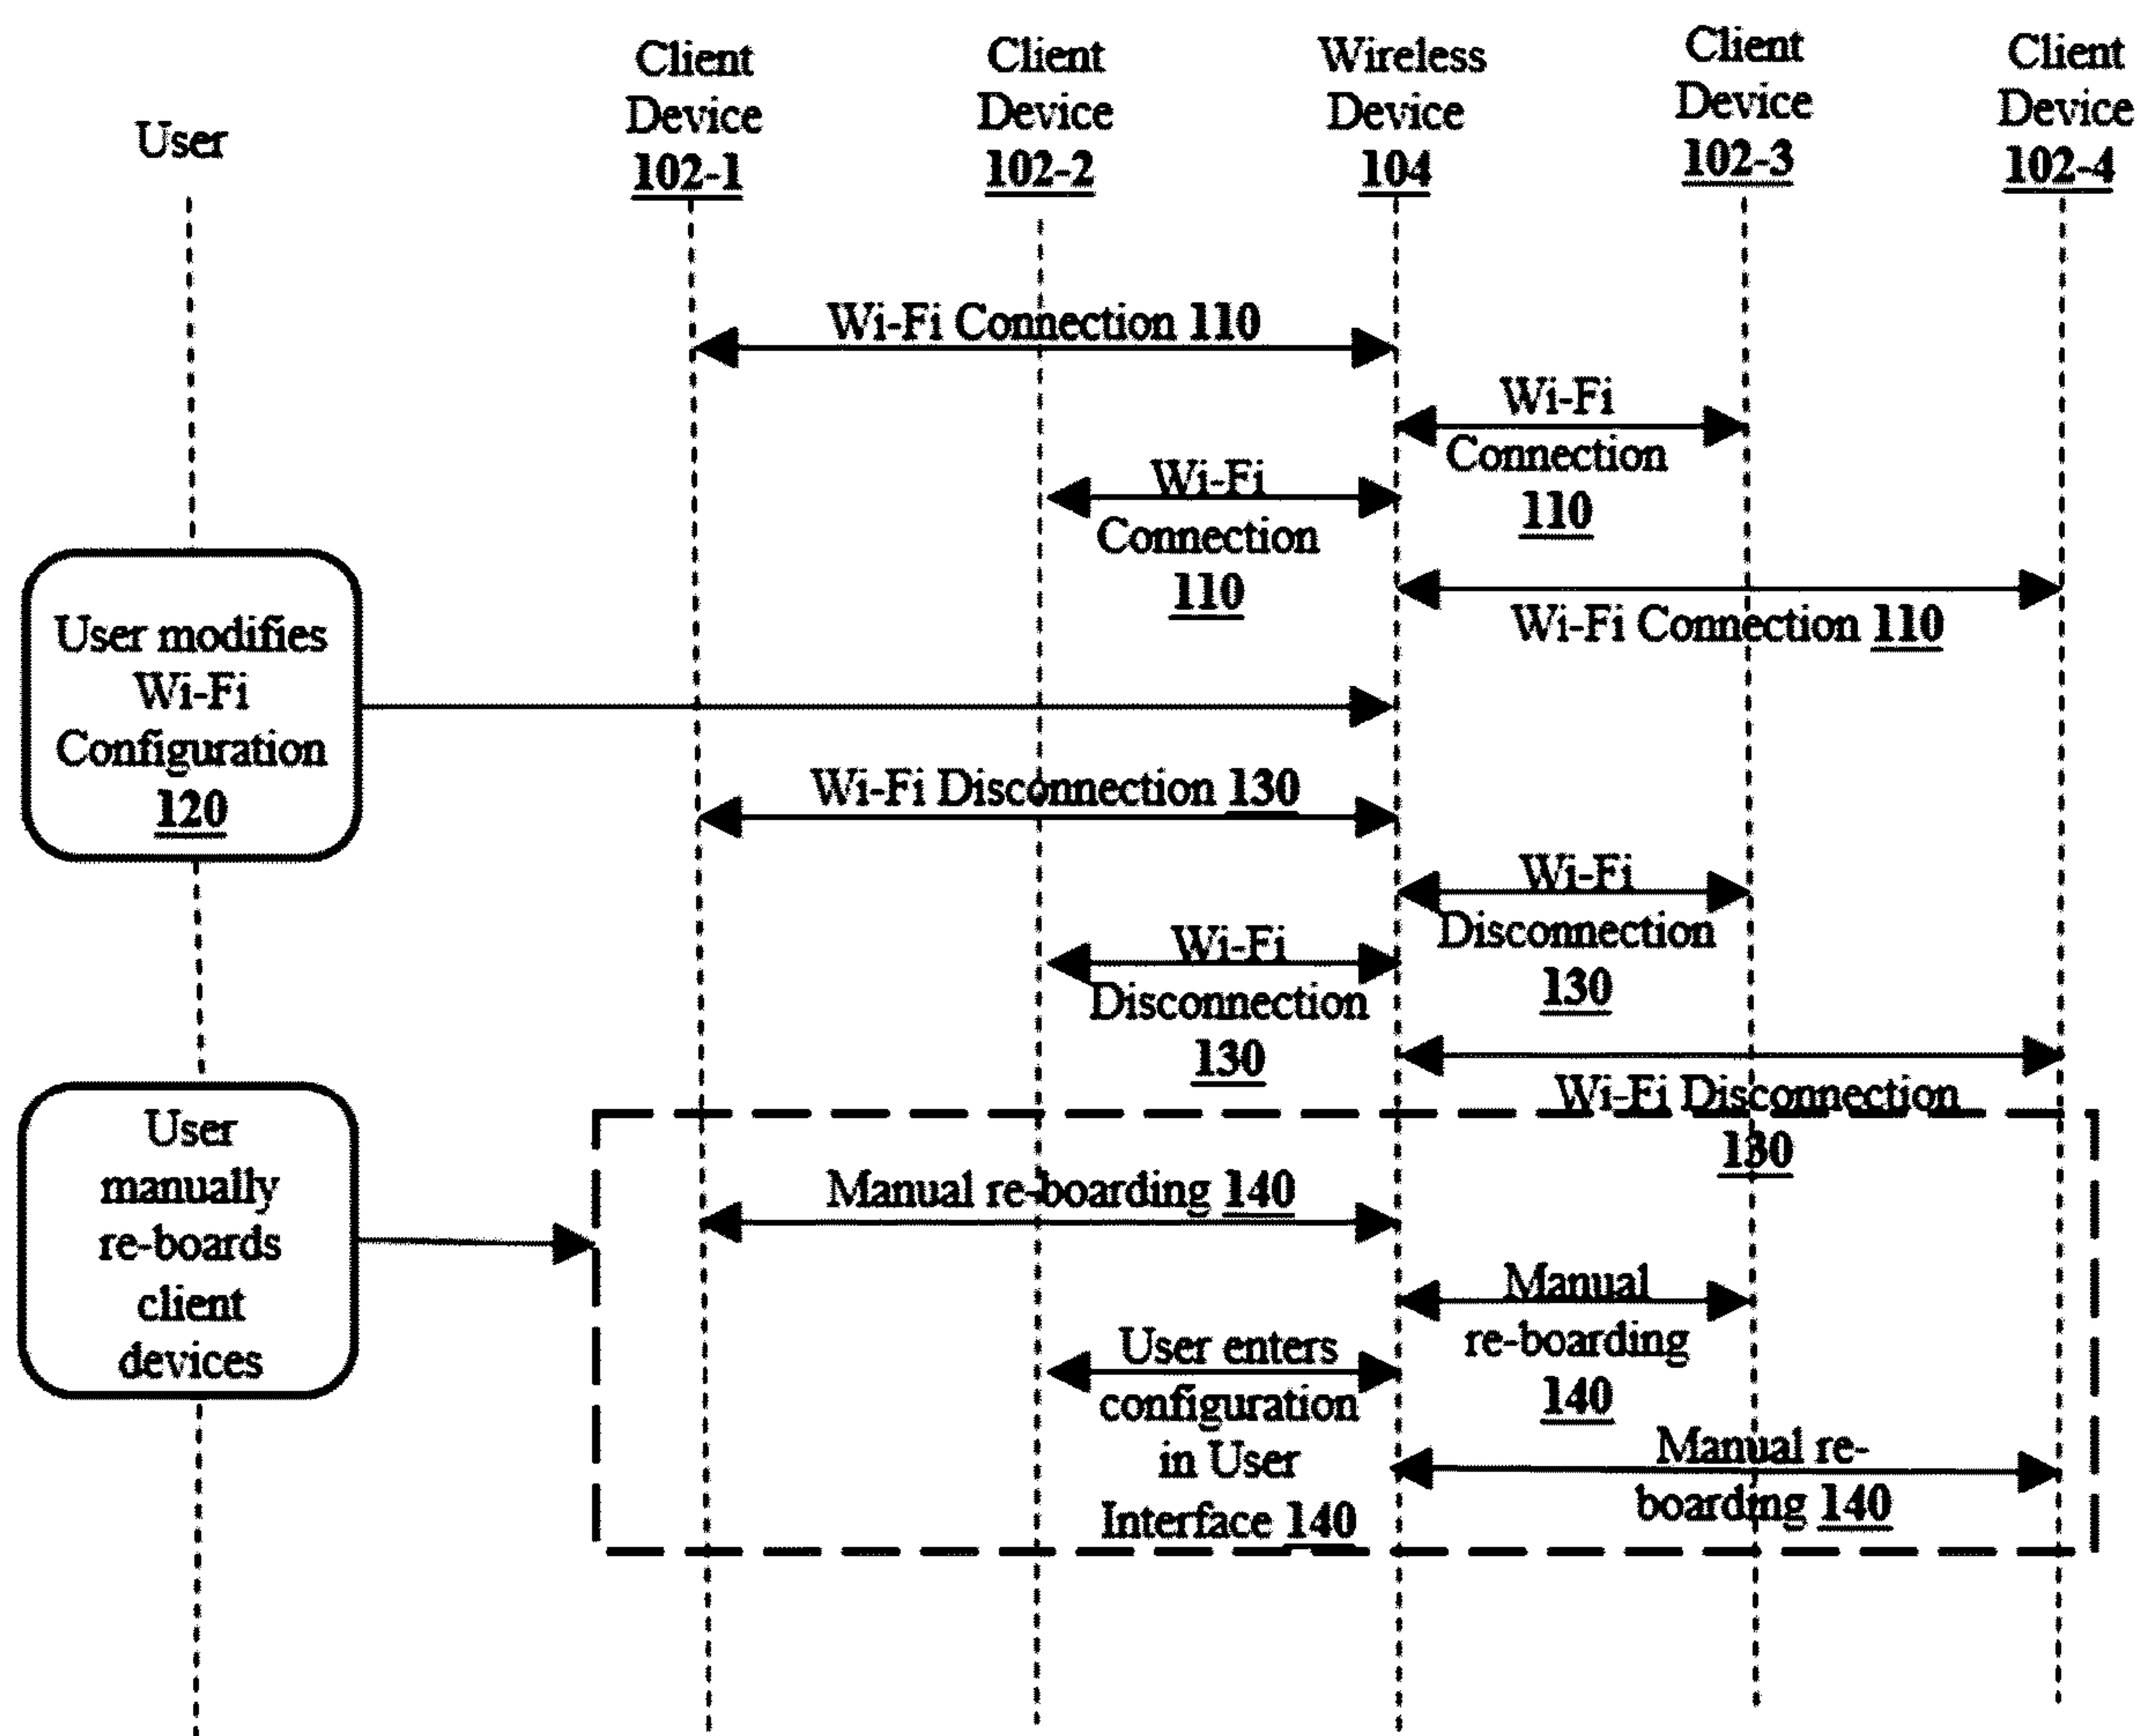 User
Client
Device
102-1
Client
Device
102-2
Wireless
Device
104
Client
Device
102-3
Client
Device
102-4
Wi-Fi Connection 110
Wi-Fi
Connection
110
Wi-Fi
Connection
110
Wi-Fi Connection 110
User modifies
Wi-Fi
Configuration
120
Wi-Fi Disconnection 130
Wi-Fi
Disconnection
130
Wi-Fi
Disconnection
130
Wi-Fi Disconnection
130
User
manually
re-boards
client
devices
Manual re-boarding 140
Manual
re-boarding
140
User enters
configuration
in User
Interface 140
Manual re-
boarding 140